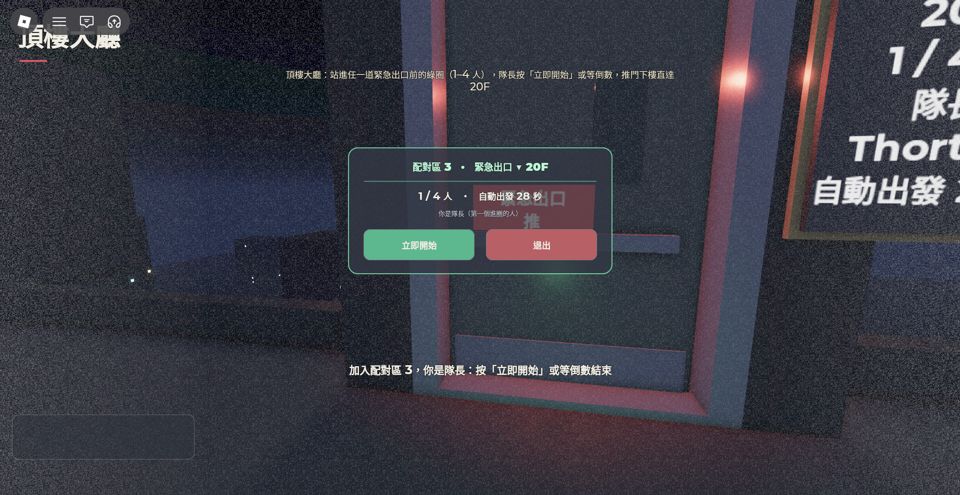 頂樓大廳
頂樓大廳：站進任一道緊急出口前的綠圈（1–4 人），隊長按「立即開始」或等倒數，推門下樓直達
20F
配對區 3 • 緊急出口 ▼ 20F
1 / 4 人 • 自動出發 28 秒
你是隊長（第一個進圈的人）
立即開始
退出
緊急出口
推
加入配對區 3，你是隊長：按「立即開始」或等倒數結束
20
1 / 4
隊長
Thort
自動出發